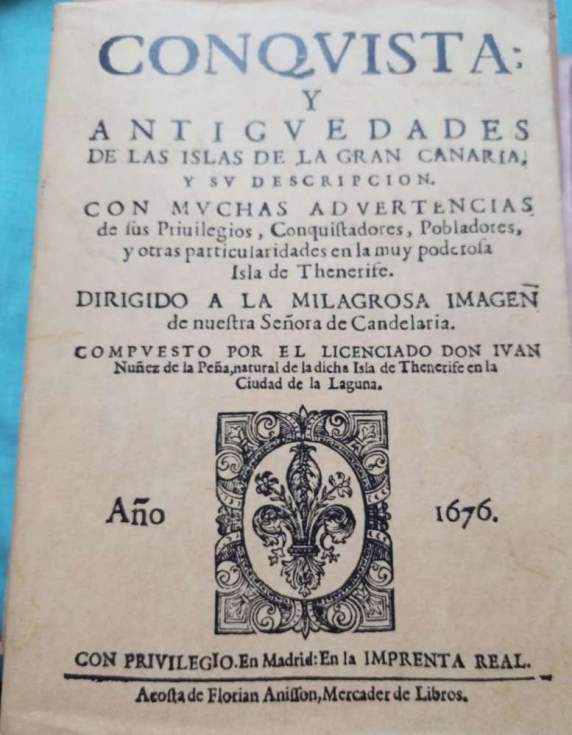 CONQVISTA:
Y
ANTIGVEDADES
DE LAS ISLAS DE LA GRAN CANARIA,
Y SV DESCRIPCION.
CON MVCHAS ADVERTENCIAS
de ſus Priuilegios, Conquiſtadores, Pobladores,
y otras particularidades en la muy poderoſa
Isla de Thenerife.
DIRIGIDO A LA MILAGROSA IMAGEÑ
de nueſtra Señora de Candelaria.
COMPVESTO POR EL LICENCIADO DON IVAN
Nuñez de la Peña, natural de la dicha Isla de Thenerife en la
Ciudad de la Laguna.
Año 1676.
CON PRIVILEGIO. En Madrid: En la IMPRENTA REAL.
Acoſta de Florian Aniſſon, Mercader de Libros.